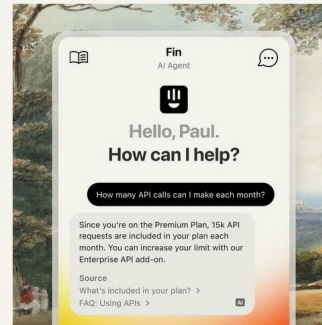 Fin
AI Agent
Hello, Paul.
How can I help?
How many API calls can I make each month?
Since you're on the Premium Plan, 15k API
requests are included in your plan each
month. You can increase your limit with our
Enterprise API add-on.
Source
What's included in your plan? >
FAQ: Using APIs >
AI